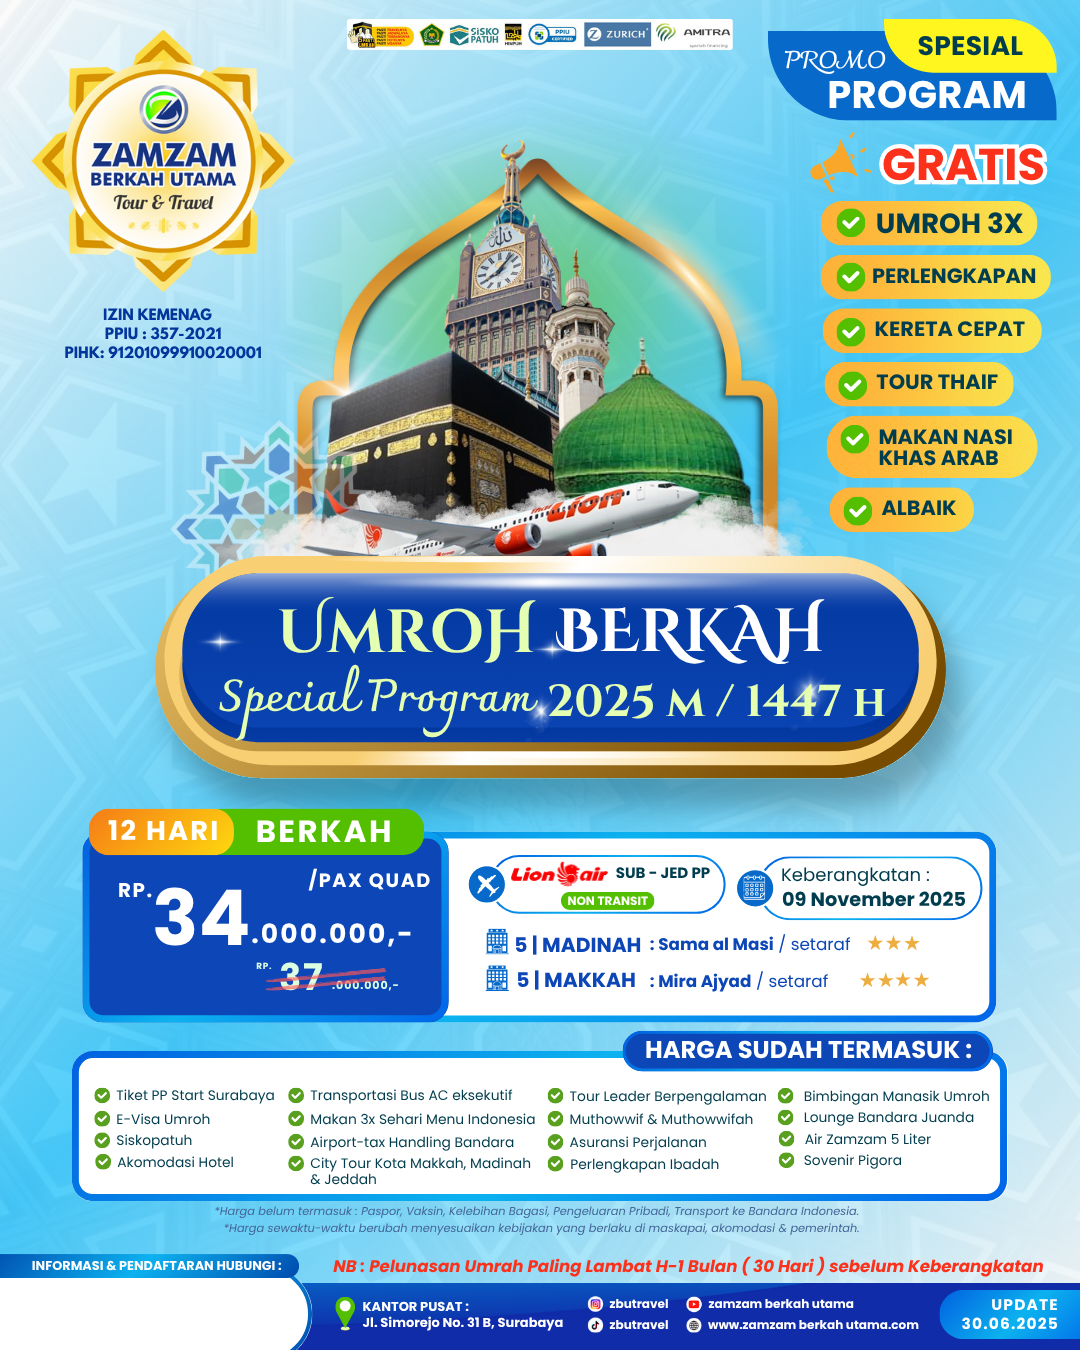 SISKO
PATUH
PPIU
CERTIFIED
ZURICH
AMITRA
syariah financing
ZAMZAM
BERKAH UTAMA
Tour & Travel
IZIN KEMENAG
PPIU : 357-2021
PIHK: 91201099910020001
PROMO
SPESIAL
PROGRAM
GRATIS
UMROH 3X
PERLENGKAPAN
KERETA CEPAT
TOUR THAIF
MAKAN NASI
KHAS ARAB
ALBAIK
Lion
UMROH BERKAH
Special Program 2025 M / 1447 H
12 HARI BERKAH
/PAX QUAD
RP. 34.000.000,-
RP. 37.000.000,-
Lion air SUB - JED PP
NON TRANSIT
Keberangkatan :
09 November 2025
5 | MADINAH : Sama al Masi / setaraf
5 | MAKKAH : Mira Ajyad / setaraf
HARGA SUDAH TERMASUK :
Tiket PP Start Surabaya
E-Visa Umroh
Siskopatuh
Akomodasi Hotel
Transportasi Bus AC eksekutif
Makan 3x Sehari Menu Indonesia
Airport-tax Handling Bandara
City Tour Kota Makkah, Madinah
& Jeddah
Tour Leader Berpengalaman
Muthowwif & Muthowwifah
Asuransi Perjalanan
Perlengkapan Ibadah
Bimbingan Manasik Umroh
Lounge Bandara Juanda
Air Zamzam 5 Liter
Sovenir Pigora
*Harga belum termasuk : Paspor, Vaksin, Kelebihan Bagasi, Pengeluaran Pribadi, Transport ke Bandara Indonesia.
*Harga sewaktu-waktu berubah menyesuaikan kebijakan yang berlaku di maskapai, akomodasi & pemerintah.
INFORMASI & PENDAFTARAN HUBUNGI :
NB : Pelunasan Umrah Paling Lambat H-1 Bulan ( 30 Hari ) sebelum Keberangkatan
KANTOR PUSAT :
Jl. Simorejo No. 31 B, Surabaya
zbutravel
zbutravel
zamzam berkah utama
www.zamzam berkah utama.com
UPDATE
30.06.2025